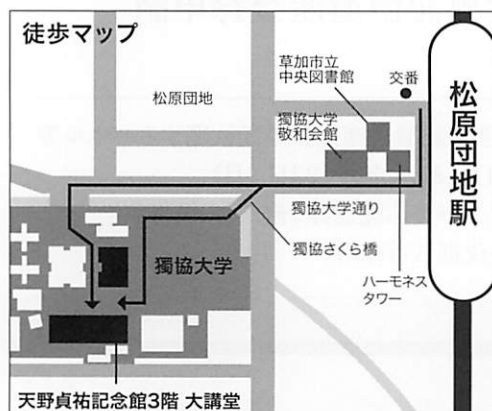 徒歩マップ
松原団地
草加市立
中央図書館
交番
獨協大学
敬和会館
松原団地駅
獨協大学通り
獨協さくら橋
獨協大学
ハーモネス
タワー
天野貞祐記念館3階 大講堂